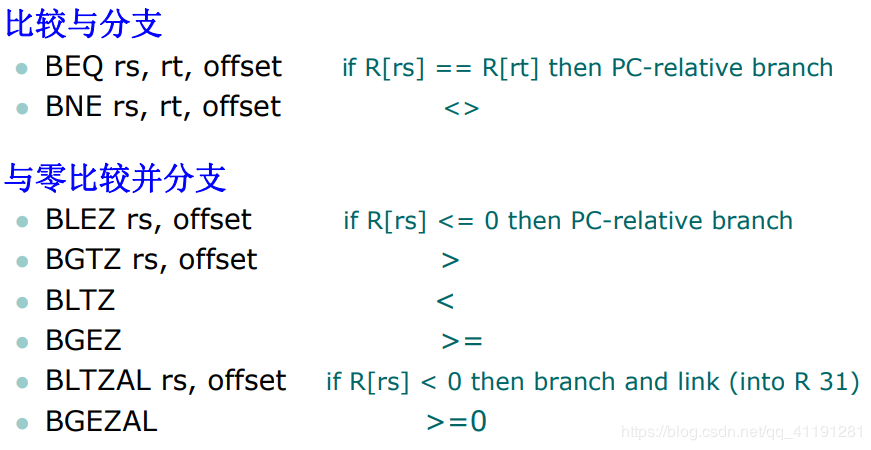 比较与分支
BEQ rs, rt, offset if R[rs] == R[rt] then PC-relative branch
BNE rs, rt, offset <>
与零比较并分支
BLEZ rs, offset if R[rs] <= 0 then PC-relative branch
BGTZ rs, offset >
BLTZ <
BGEZ >=
BLTZAL rs, offset if R[rs] < 0 then branch and link (into R 31)
BGEZAL >=0
https://blog.csdn.net/qq_41191281